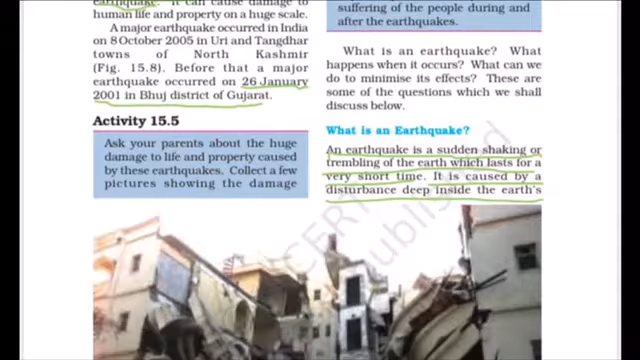 earthquake. It can cause damage to
human life and property on a huge scale.
A major earthquake occurred in India
on 8 October 2005 in Uri and Tangdhar
towns of North Kashmir
(Fig. 15.8). Before that a major
earthquake occurred on 26 January
2001 in Bhuj district of Gujarat.
Activity 15.5
Ask your parents about the huge
damage to life and property caused
by these earthquakes. Collect a few
pictures showing the damage
suffering of the people during and
after the earthquakes.
What is an earthquake? What
happens when it occurs? What can we
do to minimise its effects? These are
some of the questions which we shall
discuss below.
What is an Earthquake?
An earthquake is a sudden shaking or
trembling of the earth which lasts for a
very short time. It is caused by a
disturbance deep inside the earth's